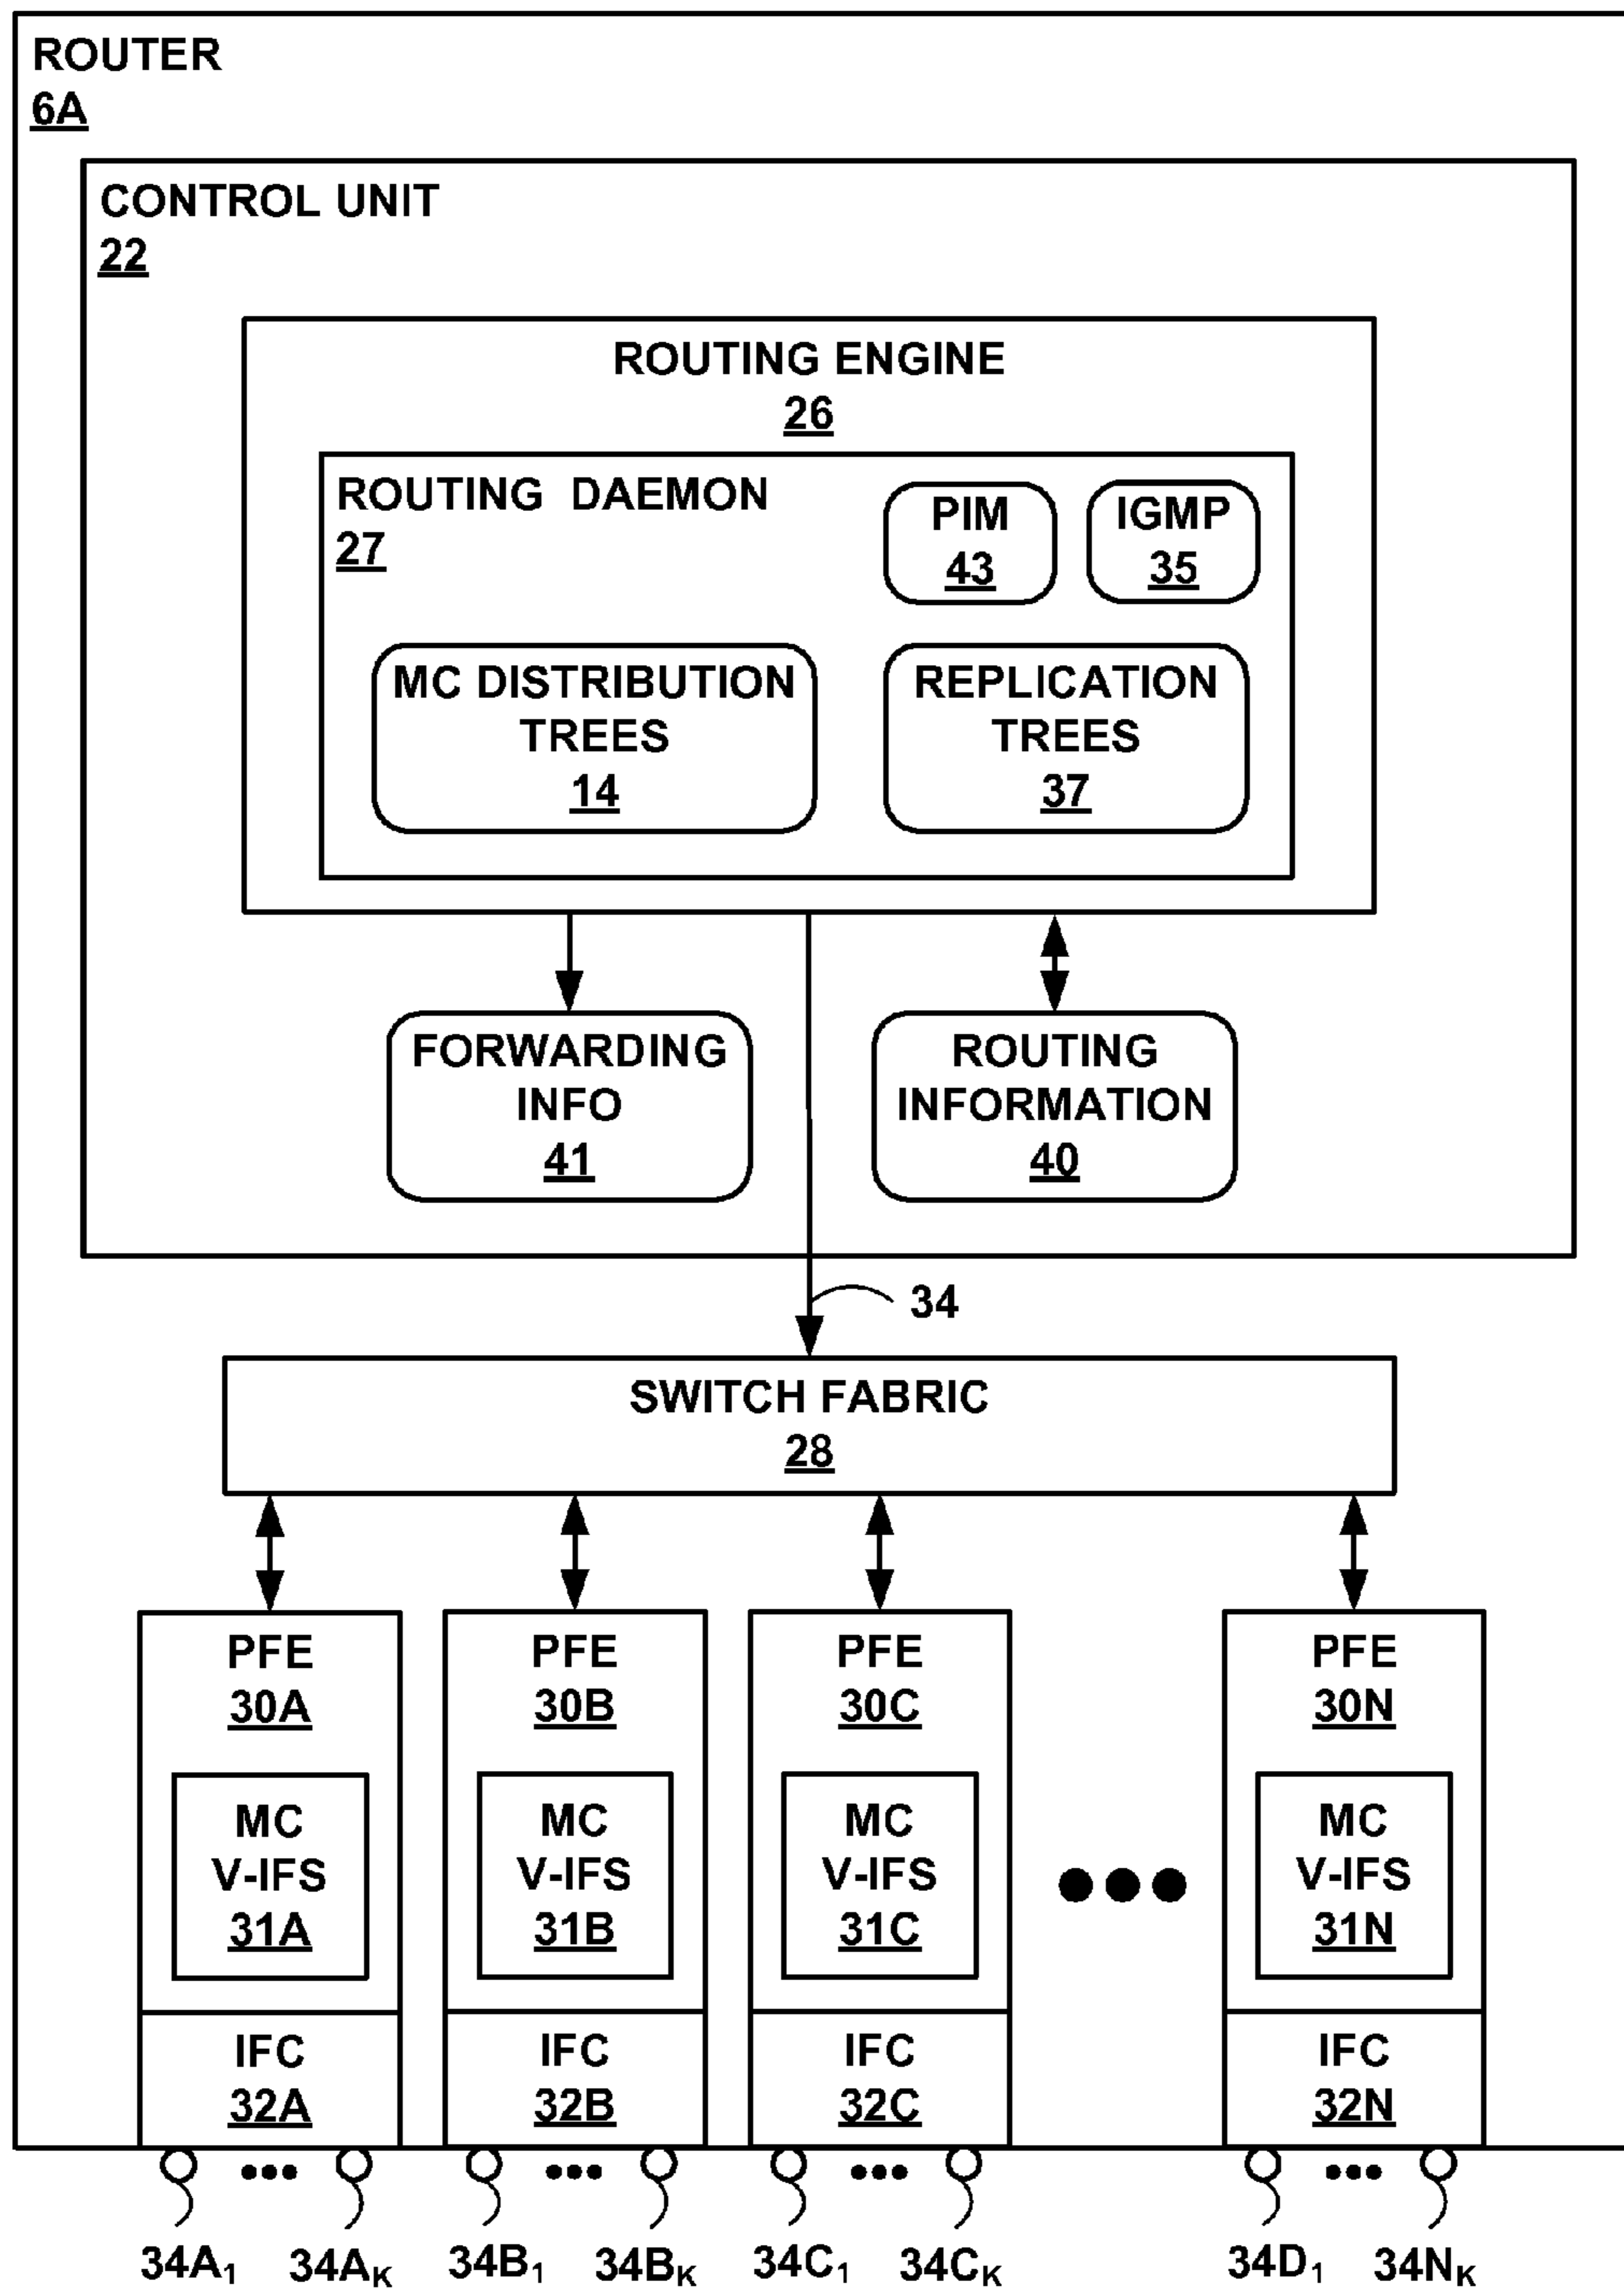 ROUTER
6A
CONTROL UNIT
22
ROUTING ENGINE
26
ROUTING DAEMON
27
PIM
43
IGMP
35
MC DISTRIBUTION
TREES
14
REPLICATION
TREES
37
FORWARDING
INFO
41
ROUTING
INFORMATION
40
34
SWITCH FABRIC
28
PFE
30A
MC
V-IFS
31A
IFC
32A
PFE
30B
MC
V-IFS
31B
IFC
32B
PFE
30C
MC
V-IFS
31C
IFC
32C
PFE
30N
MC
V-IFS
31N
IFC
32N
34A₁ 34Aₖ 34B₁ 34Bₖ 34C₁ 34Cₖ 34D₁ 34Nₖ